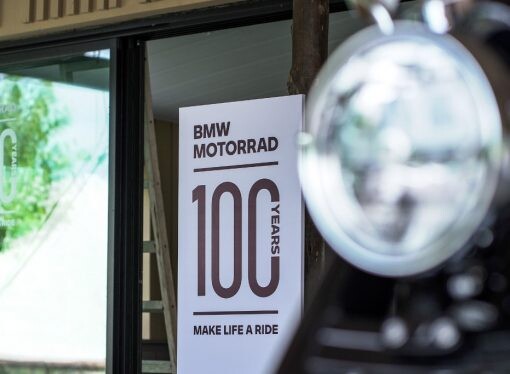 BMW
MOTORRAD
100
YEARS
MAKE LIFE A RIDE